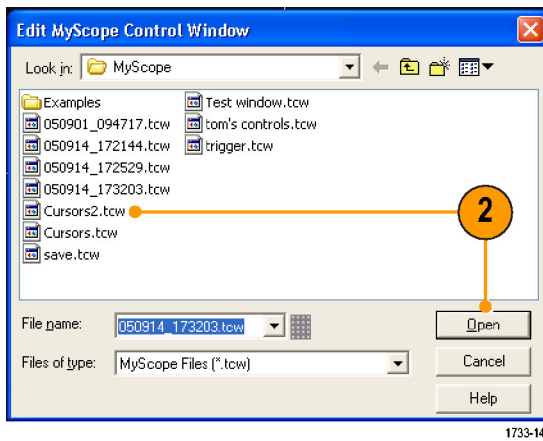 Edit MyScope Control Window
Look in: MyScope
Examples
050901_094717.tcw
050914_172144.tcw
050914_172529.tcw
050914_173203.tcw
Cursors2.tcw
Cursors.tcw
save.tcw
Test window.tcw
tom's controls.tcw
trigger.tcw
2
File name: 050914_173203.tcw Open
Files of type: MyScope Files (*.tcw) Cancel
Help
1733-14